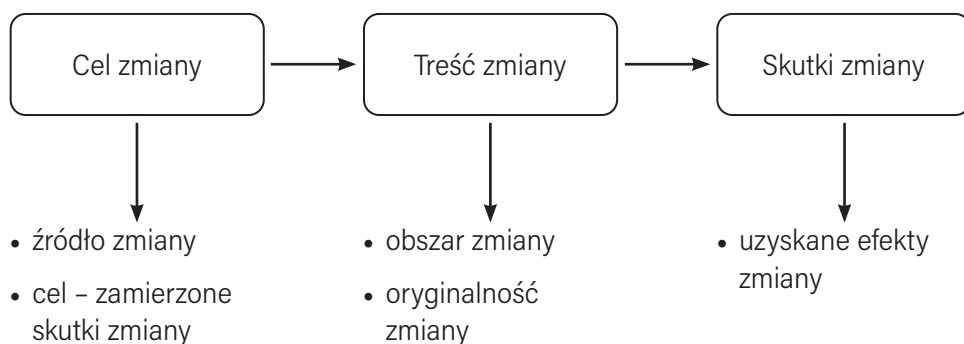 Cel zmiany
Treść zmiany
Skutki zmiany
• źródło zmiany
• cel – zamierzone
skutki zmiany
• obszar zmiany
• oryginalność
zmiany
• uzyskane efekty
zmiany